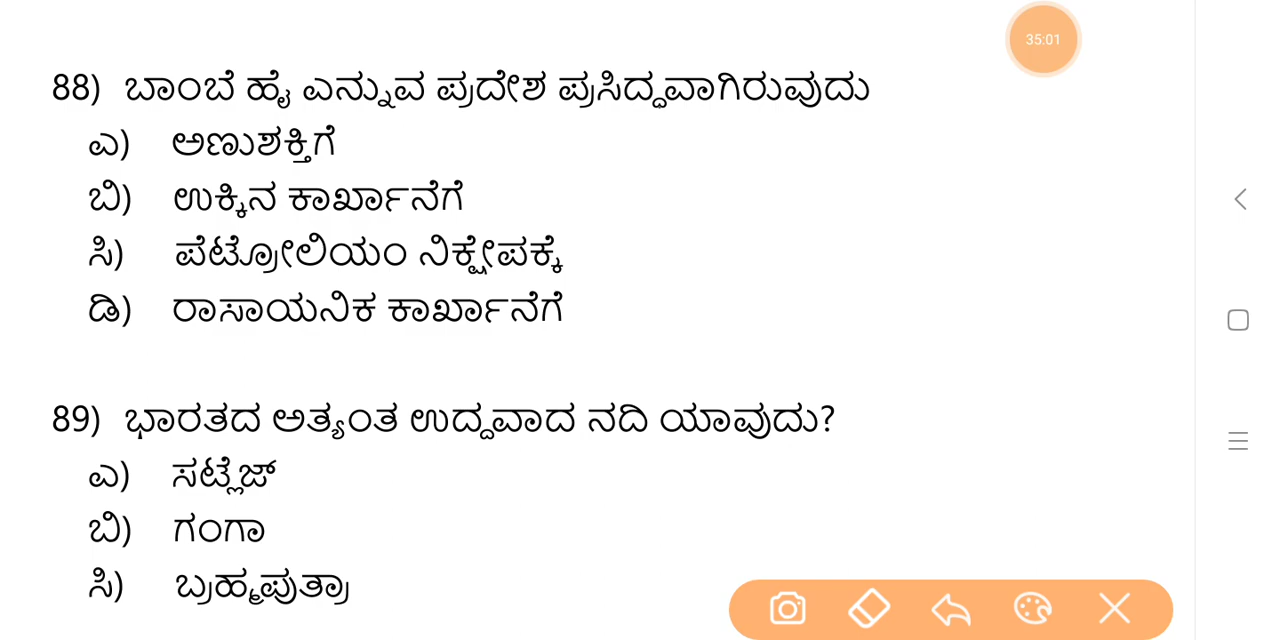 35:01
88) ಬಾಂಬೆ ಹೈ ಎನ್ನುವ ಪ್ರದೇಶ ಪ್ರಸಿದ್ಧವಾಗಿರುವುದು
ಎ) ಅಣುಶಕ್ತಿಗೆ
ಬಿ) ಉಕ್ಕಿನ ಕಾರ್ಖಾನೆಗೆ
ಸಿ) ಪೆಟ್ರೋಲಿಯಂ ನಿಕ್ಷೇಪಕ್ಕೆ
ಡಿ) ರಾಸಾಯನಿಕ ಕಾರ್ಖಾನೆಗೆ
89) ಭಾರತದ ಅತ್ಯಂತ ಉದ್ದವಾದ ನದಿ ಯಾವುದು?
ಎ) ಸಟ್ಲೆಜ್
ಬಿ) ಗಂಗಾ
ಸಿ) ಬ್ರಹ್ಮಪುತ್ರಾ